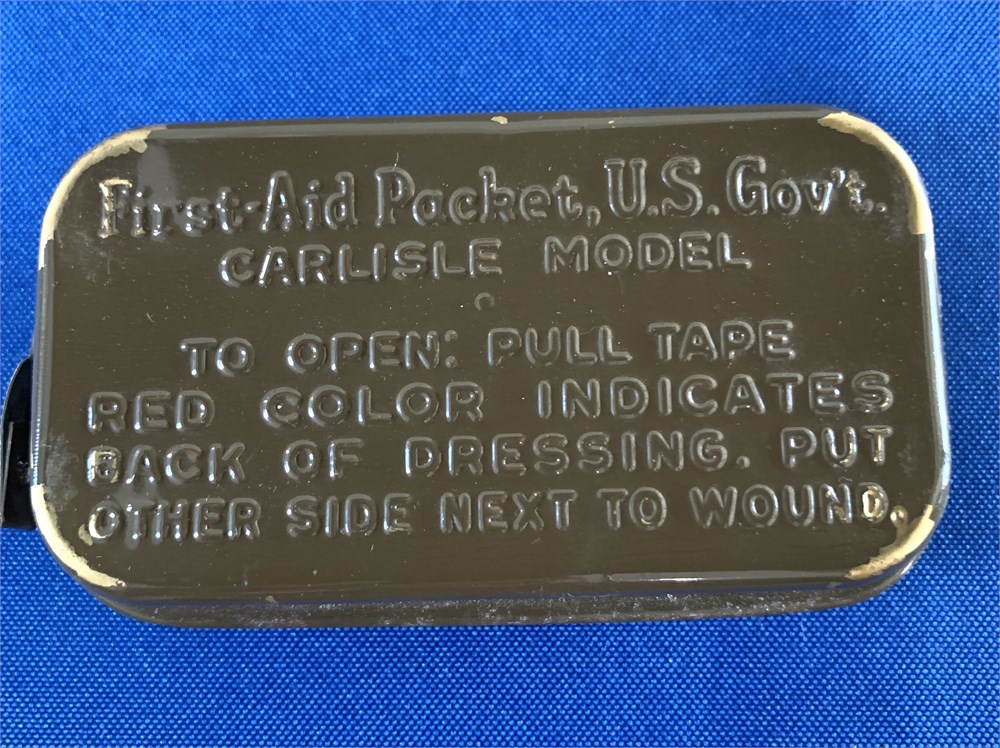 First-Aid Packet, U.S. Gov't.
CARLISLE MODEL
TO OPEN: PULL TAPE
RED COLOR INDICATES
BACK OF DRESSING. PUT
OTHER SIDE NEXT TO WOUND.